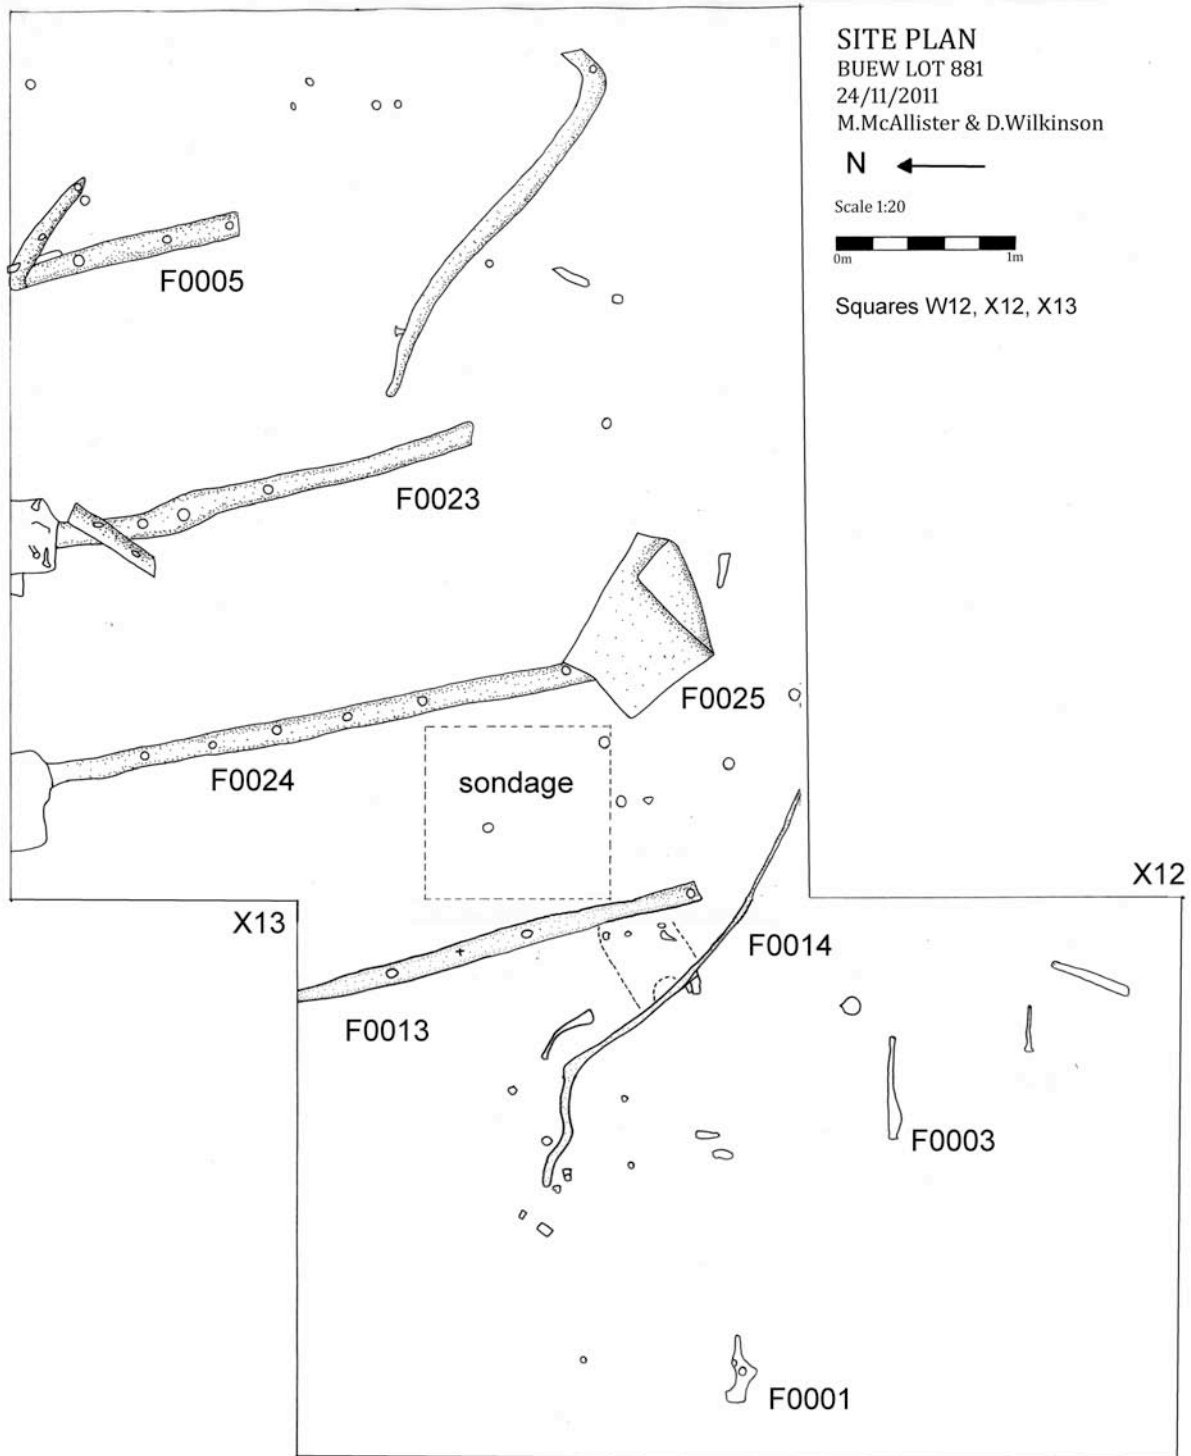 SITE PLAN
BUEW LOT 881
24/11/2011
M.McAllister & D.Wilkinson
N
Scale 1:20
0m 1m
Squares W12, X12, X13
F0005
F0023
F0025
F0024
sondage
X12
X13
F0014
F0013
F0003
F0001